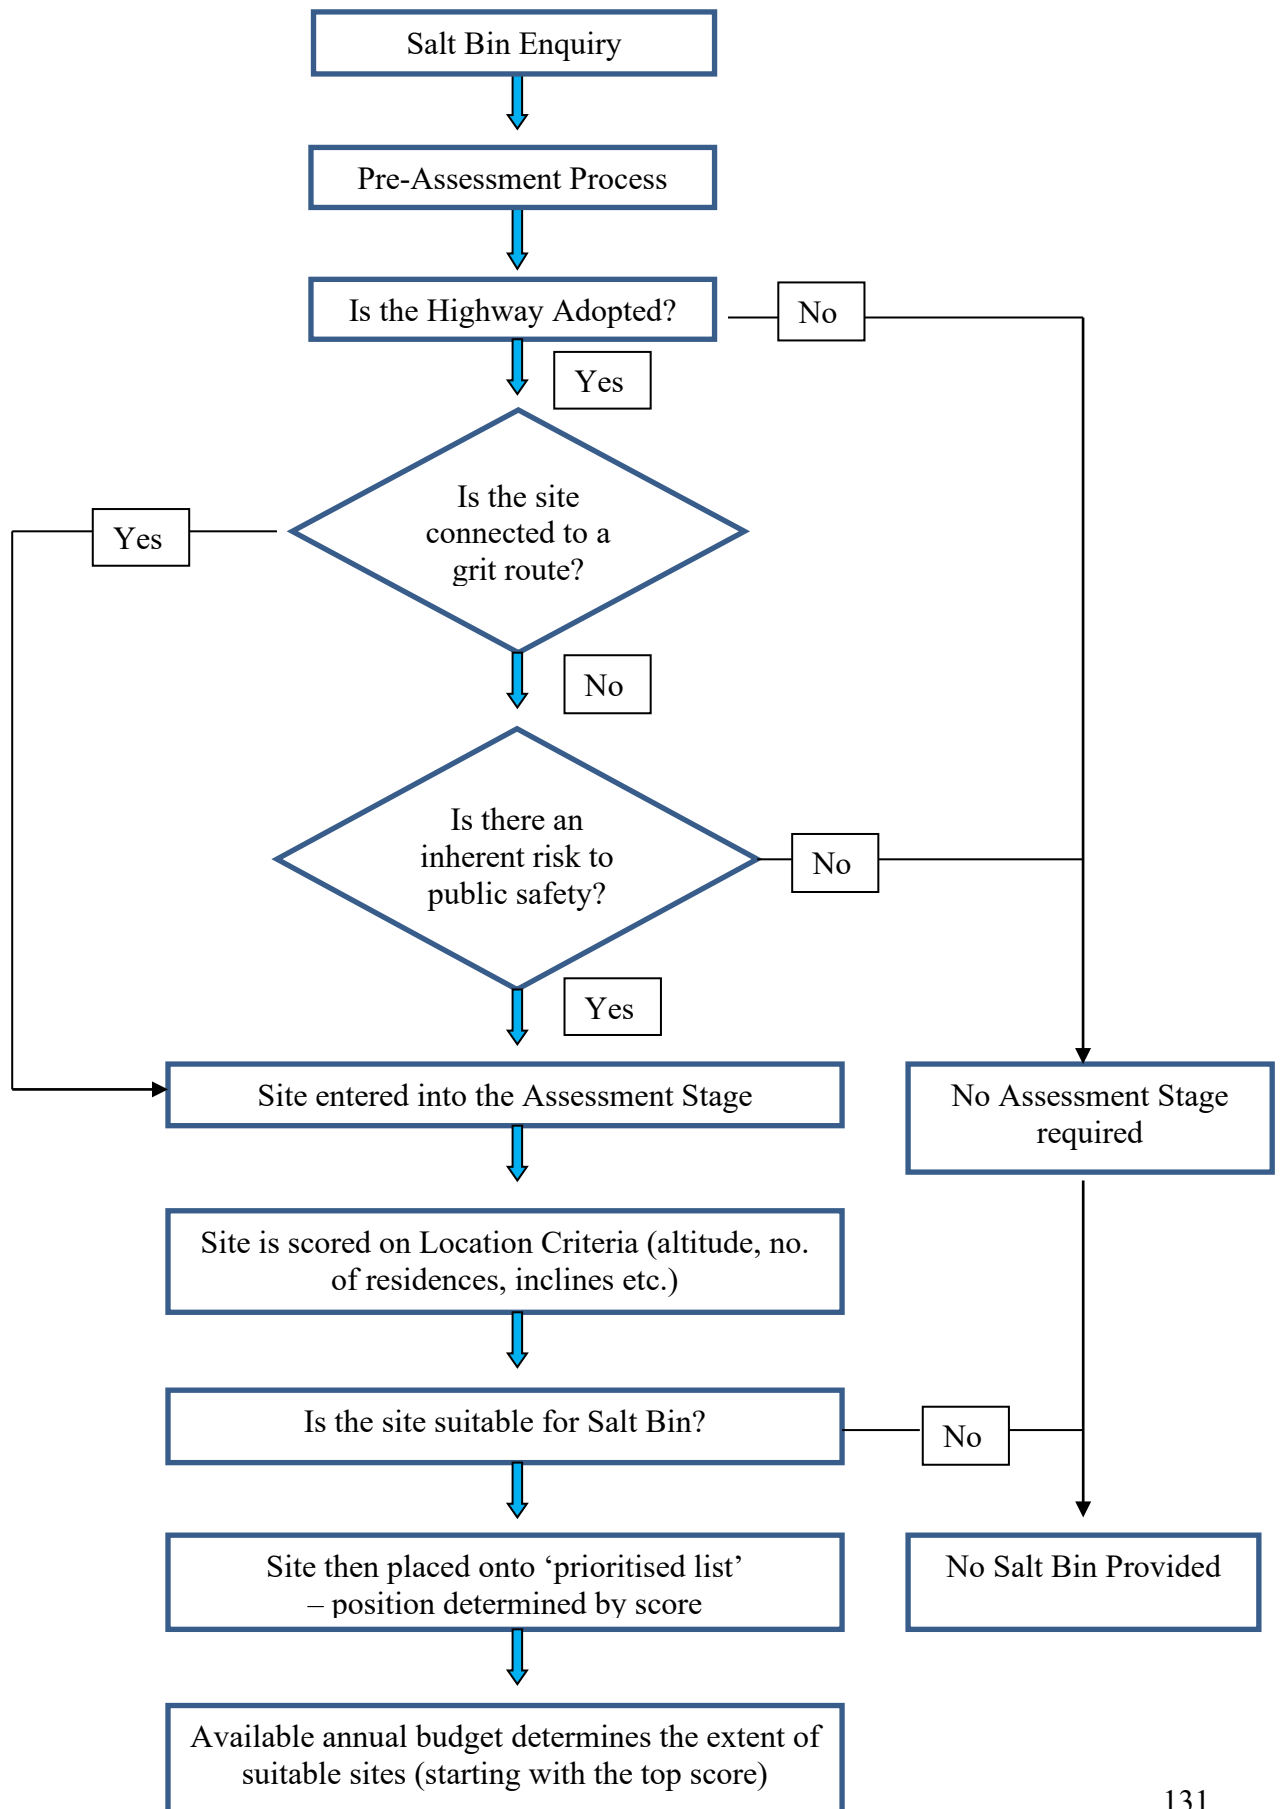 Salt Bin Enquiry
Pre-Assessment Process
Is the Highway Adopted?
No
Yes
Is the site
connected to a
grit route?
Yes
No
Is there an
inherent risk to
public safety?
No
Yes
Site entered into the Assessment Stage
No Assessment Stage
required
Site is scored on Location Criteria (altitude, no.
of residences, inclines etc.)
Is the site suitable for Salt Bin?
No
Site then placed onto ‘prioritised list’
– position determined by score
No Salt Bin Provided
Available annual budget determines the extent of
suitable sites (starting with the top score)
131